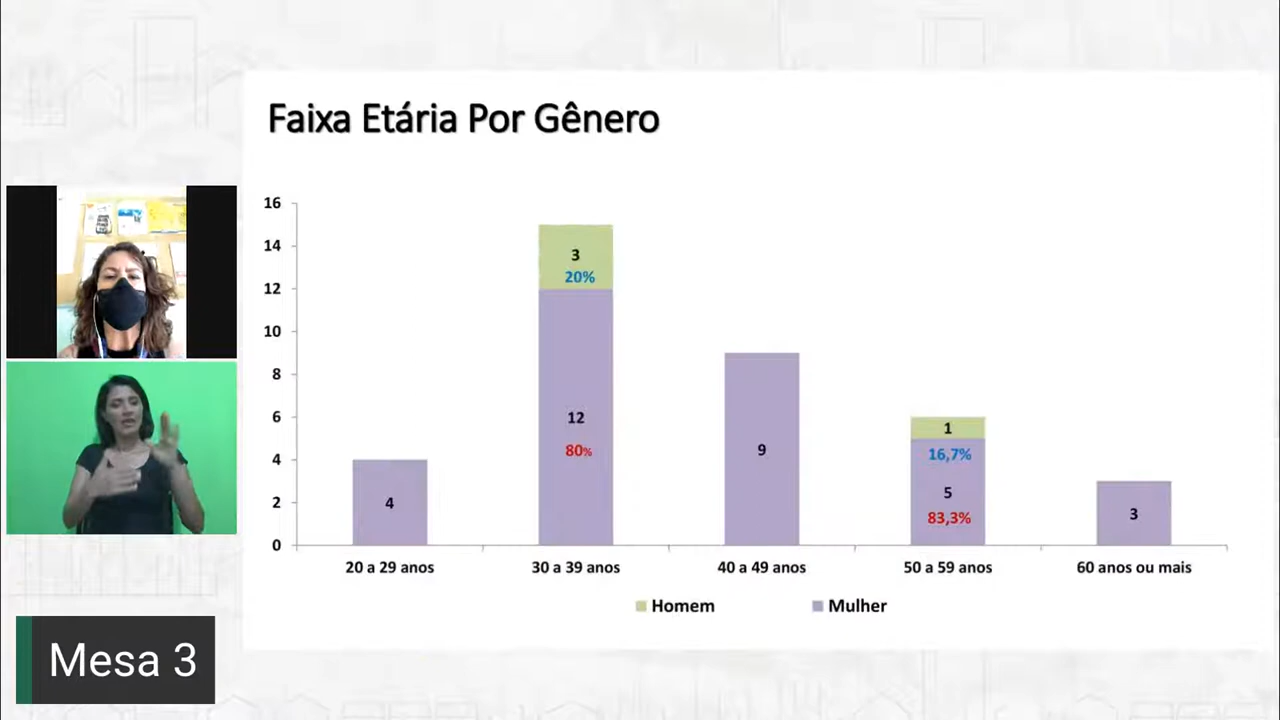 Faixa Etária Por Gênero
16
14
12
10
8
6
4
2
0
4
3
20%
12
80%
9
1
16,7%
5
83,3%
3
20 a 29 anos
30 a 39 anos
40 a 49 anos
50 a 59 anos
60 anos ou mais
Homem
Mulher
Mesa 3